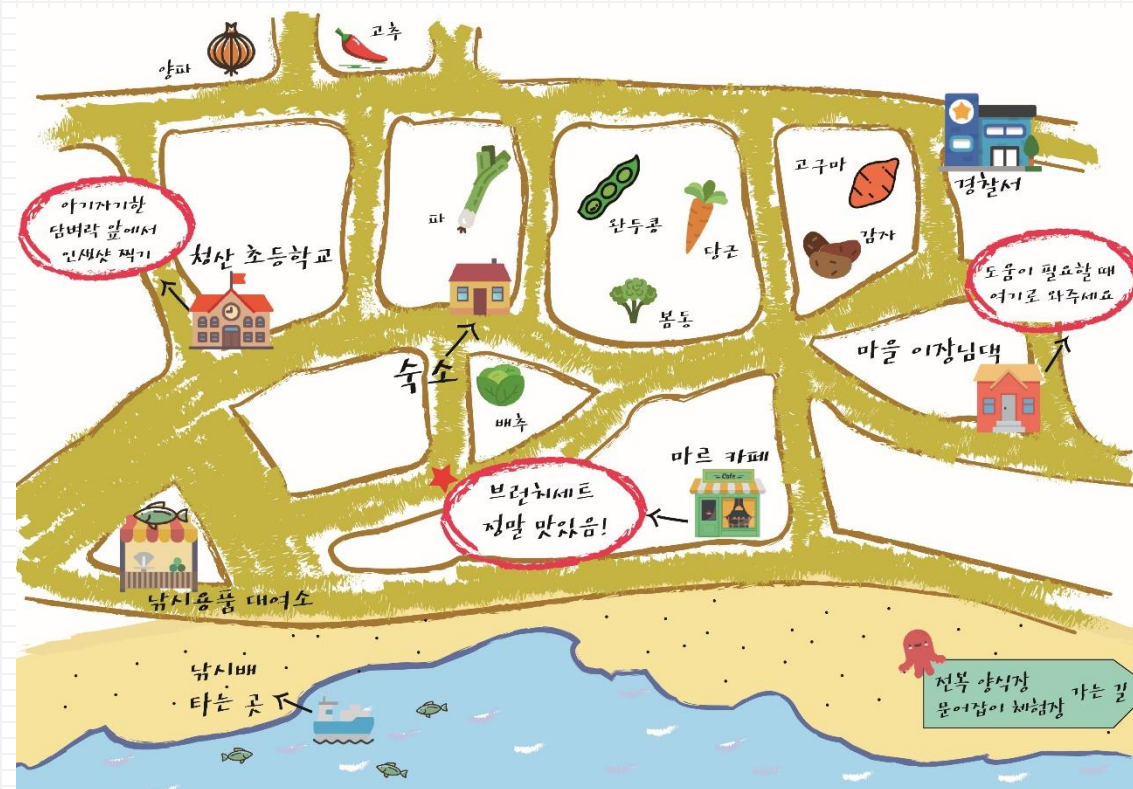 고추
양파
고구마
경찰서
아기자기한
담벼락 앞에서
인생샷 찍기
파
완두콩
당근
감자
청산 초등학교
도움이 필요할 때
여기로 와주세요
봄동
숙소
마을 이장님댁
배추
마르 카페
Cafe
브런치세트
정말 맛있음!
낚시용품 대여소
낚시배
타는 곳
전복 양식장
문어잡이 체험장
가는 길